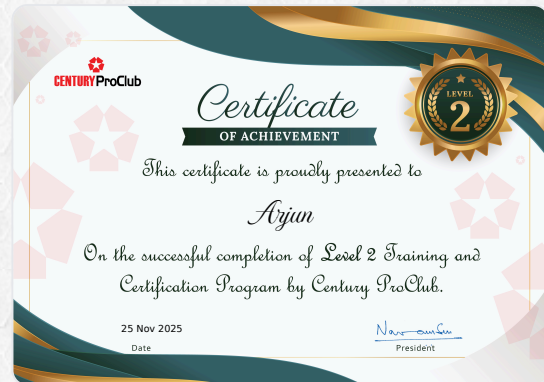 CENTURY ProClub
Certificate
OF ACHIEVEMENT
LEVEL
2
This certificate is proudly presented to
Arjun
On the successful completion of Level 2 Training and
Certification Program by Century ProClub.
25 Nov 2025
Date
President